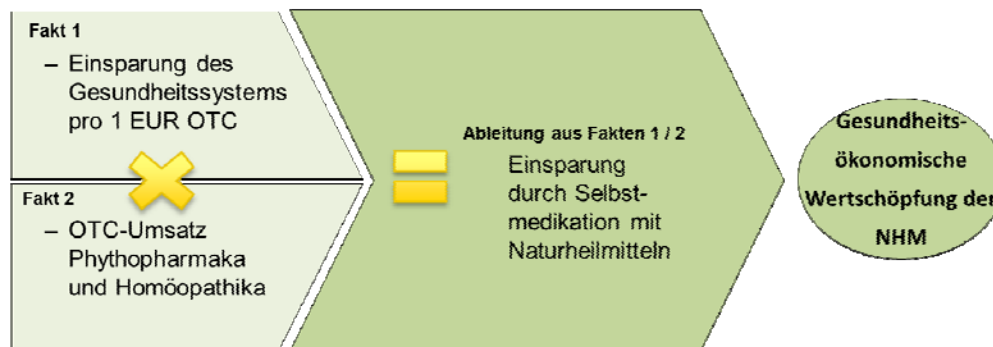 Fakt 1
– Einsparung des
Gesundheitssystems
pro 1 EUR OTC
Fakt 2
– OTC-Umsatz
Phythopharmaka
und Homöopathika
Ableitung aus Fakten 1 / 2
Einsparung
durch Selbst-
medikation mit
Naturheilmitteln
Gesundheits-
ökonomische
Wertschöpfung der
NHM